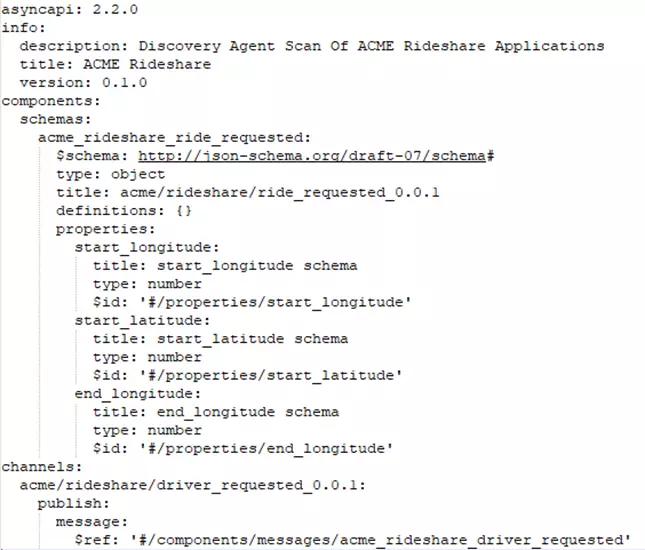 asyncapi: 2.2.0
info:
  description: Discovery Agent Scan Of ACME Rideshare Applications
  title: ACME Rideshare
  version: 0.1.0
components:
  schemas:
    acme_rideshare_ride_requested:
      $schema: http://json-schema.org/draft-07/schema#
      type: object
      title: acme/rideshare/ride_requested_0.0.1
      definitions: {}
      properties:
        start_longitude:
          title: start_longitude schema
          type: number
          $id: '#/properties/start_longitude'
        start_latitude:
          title: start_latitude schema
          type: number
          $id: '#/properties/start_latitude'
        end_longitude:
          title: end_longitude schema
          type: number
          $id: '#/properties/end_longitude'
channels:
  acme/rideshare/driver_requested_0.0.1:
    publish:
      message:
        $ref: '#/components/messages/acme_rideshare_driver_requested'